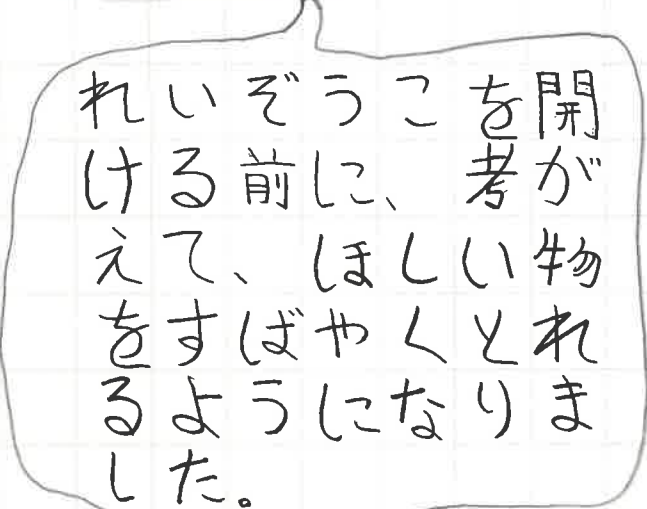 れいぞうこを開
ける前に、考が
えて、ほしい物
をすばやくとれ
るようになりま
した。